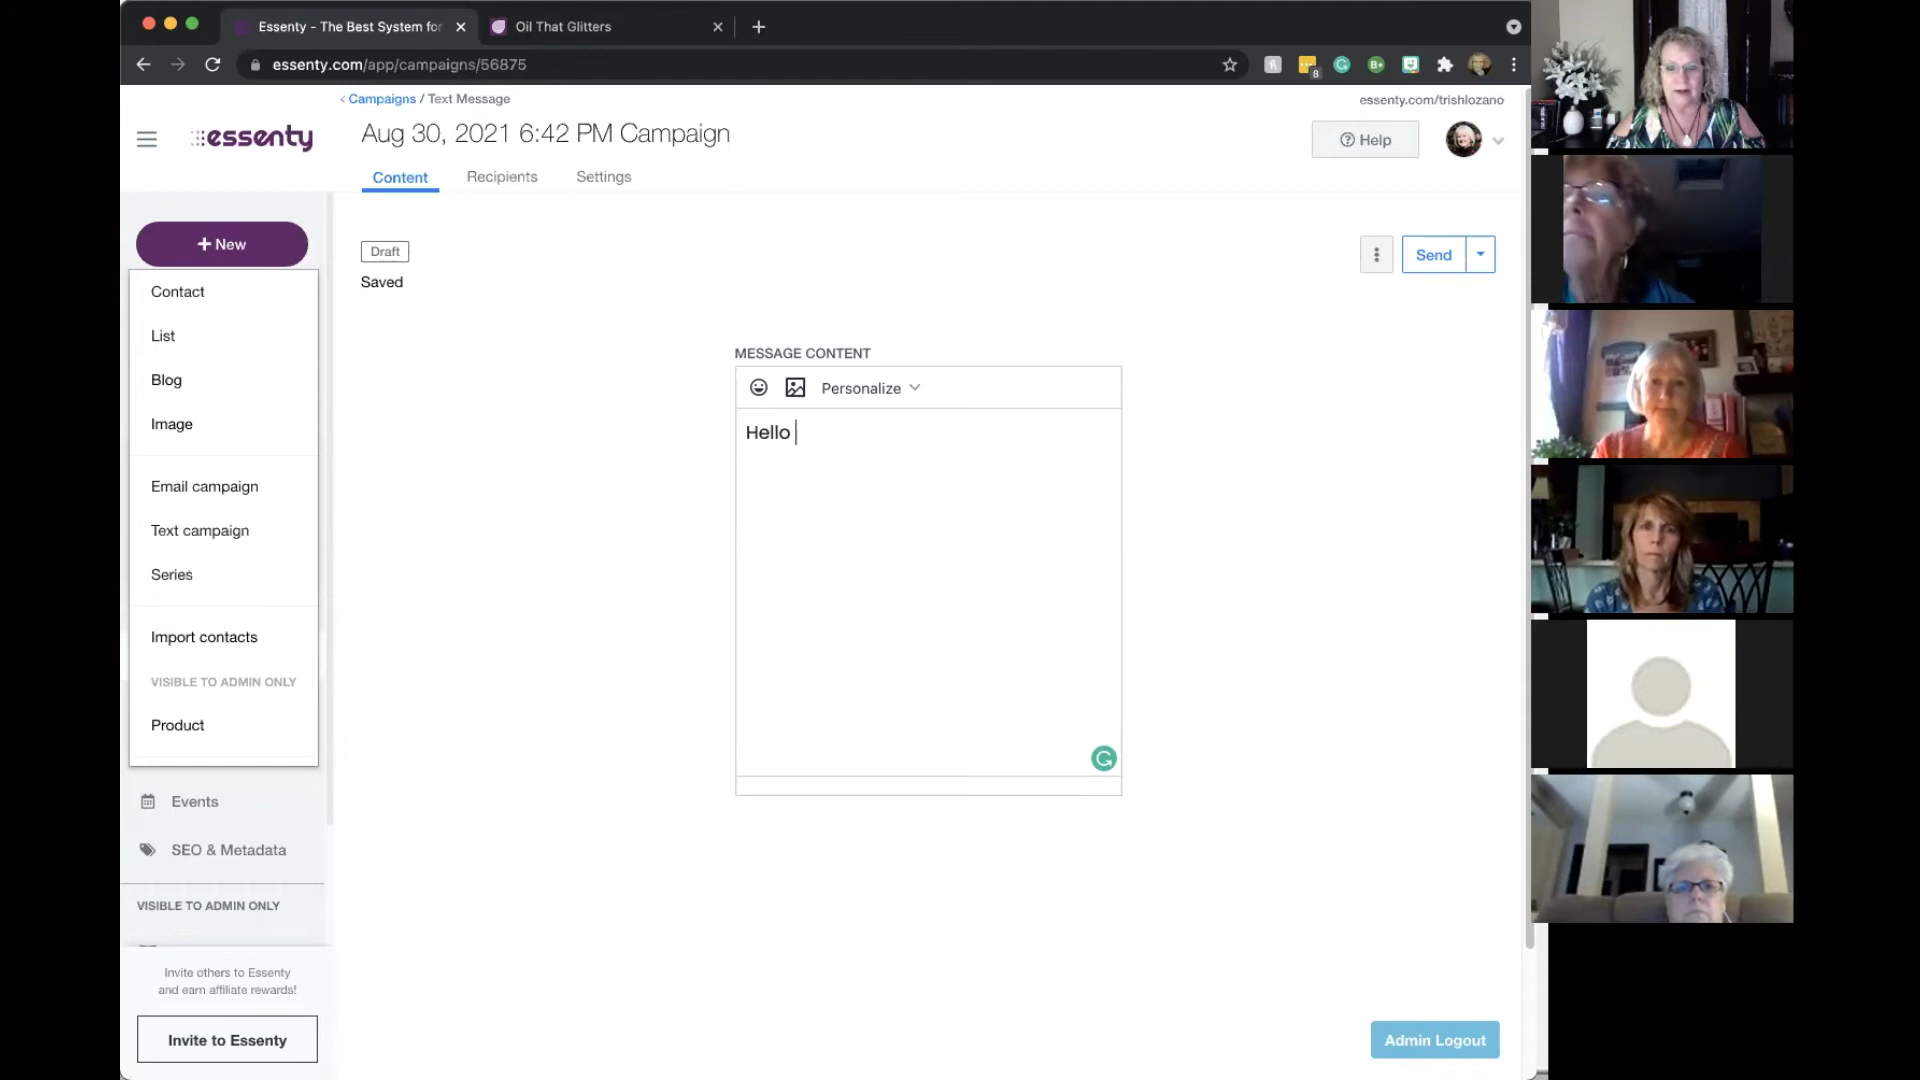 Essenty - The Best System for
Oil That Glitters
essenty.com/app/campaigns/56875
8
B+
< Campaigns / Text Message
essenty.com/trishlozano
essenty
Aug 30, 2021 6:42 PM Campaign
Help
Content
Recipients
Settings
+ New
Draft
Saved
Send
Contact
List
Blog
Image
Email campaign
Text campaign
Series
Import contacts
VISIBLE TO ADMIN ONLY
Product
MESSAGE CONTENT
Personalize
Hello
Events
SEO & Metadata
VISIBLE TO ADMIN ONLY
Invite others to Essenty
and earn affiliate rewards!
Invite to Essenty
Admin Logout